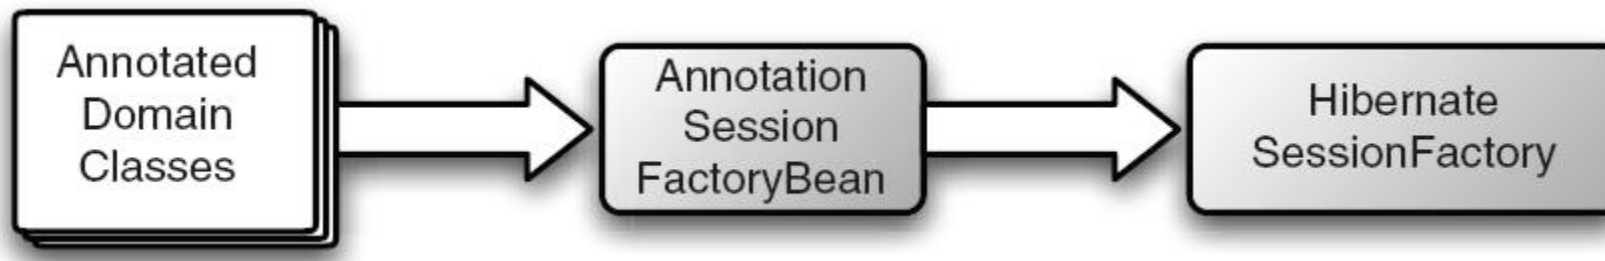 Annotated
Domain
Classes
Annotation
Session
FactoryBean
Hibernate
SessionFactory